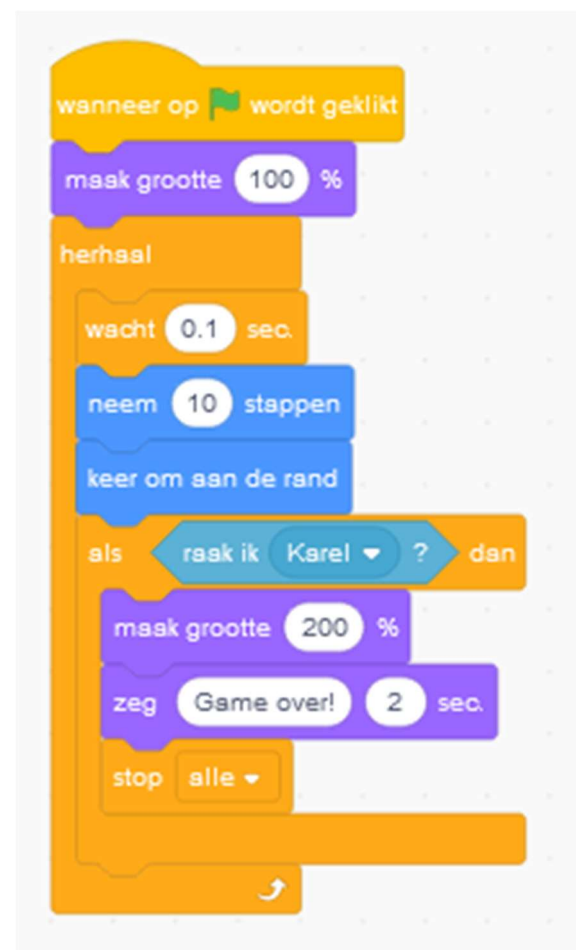 wanneer op wordt geklikt
maak grootte 100 %
herhaal
wacht 0.1 sec.
neem 10 stappen
keer om aan de rand
als raak ik Karel ? dan
maak grootte 200 %
zeg Game over! 2 sec.
stop alle